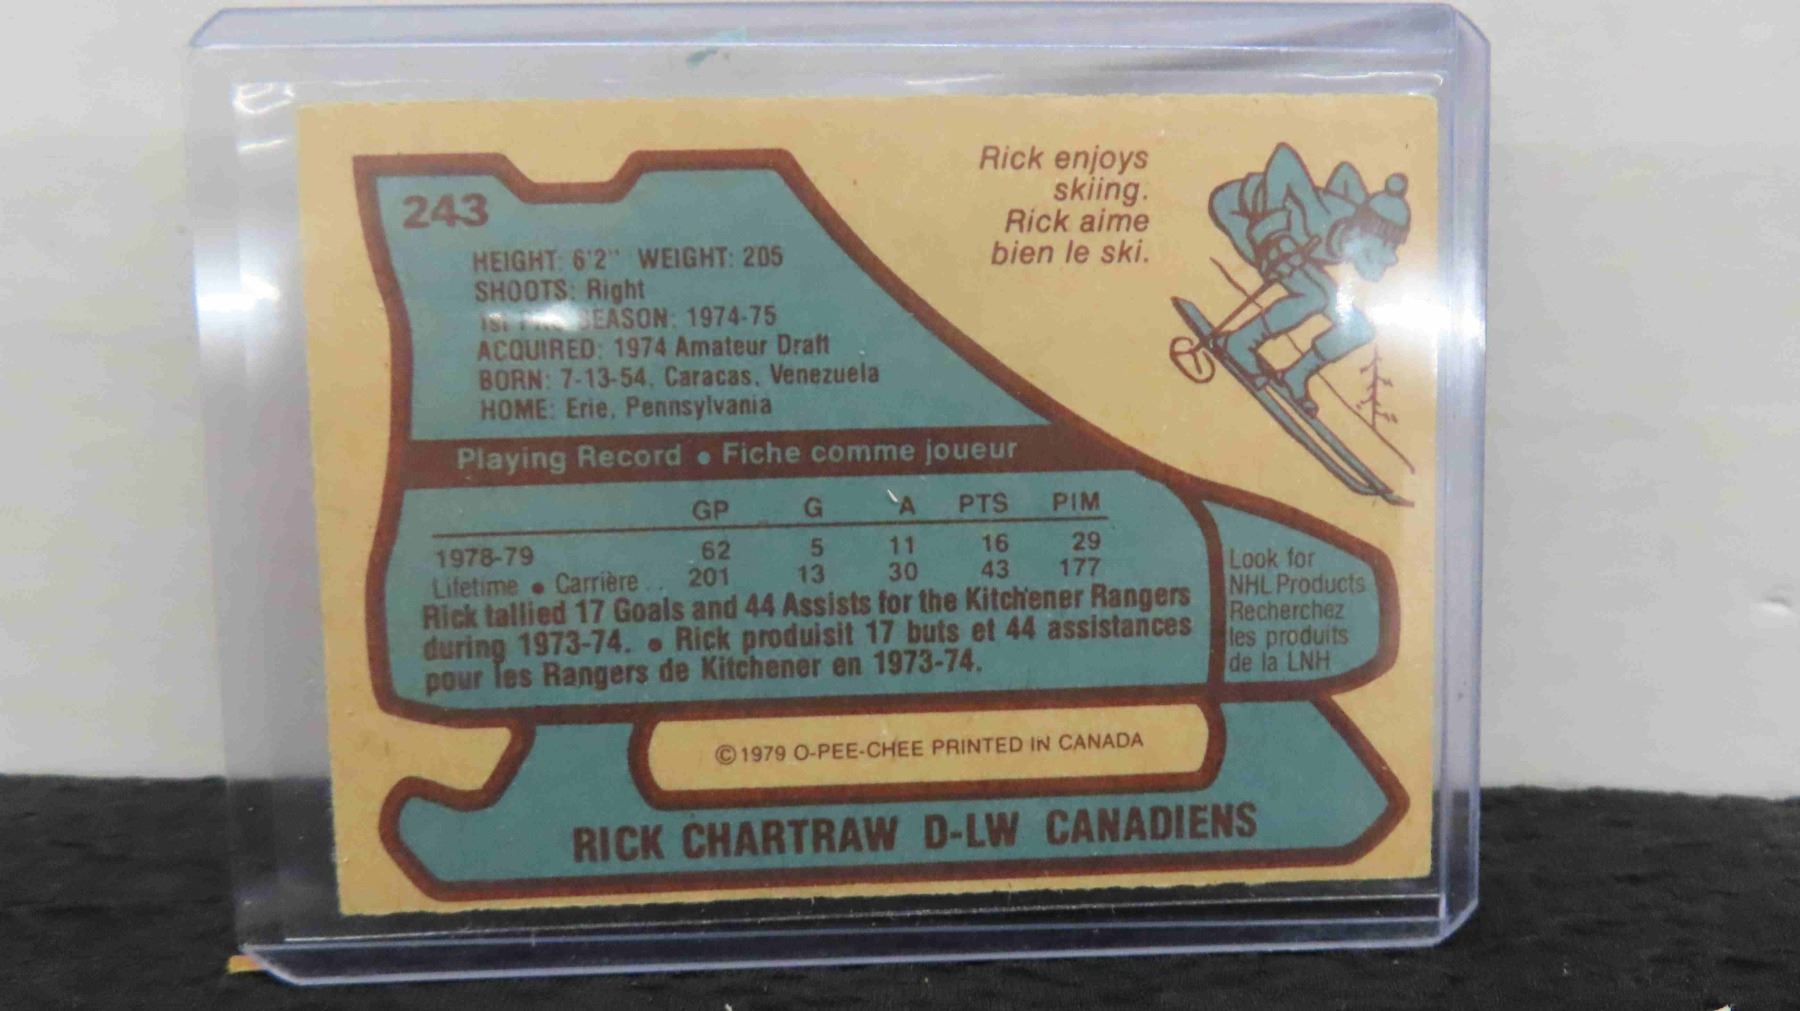 243
HEIGHT: 6'2" WEIGHT: 205
SHOOTS: Right
1st SEASON: 1974-75
ACQUIRED: 1974 Amateur Draft
BORN: 7-13-54, Caracas, Venezuela
HOME: Erie, Pennsylvania
Rick enjoys
skiing.
Rick aime
bien le ski.
Playing Record • Fiche comme joueur
GP G A PTS PIM
1978-79 62 5 11 16 29
Lifetime • Carrière .. 201 13 30 43 177
Rick tallied 17 Goals and 44 Assists for the Kitchener Rangers
during 1973-74. • Rick produisit 17 buts et 44 assistances
pour les Rangers de Kitchener en 1973-74.
Look for
NHL Products
Recherchez
les produits
de la LNH
©1979 O-PEE-CHEE PRINTED IN CANADA
RICK CHARTRAW D-LW CANADIENS